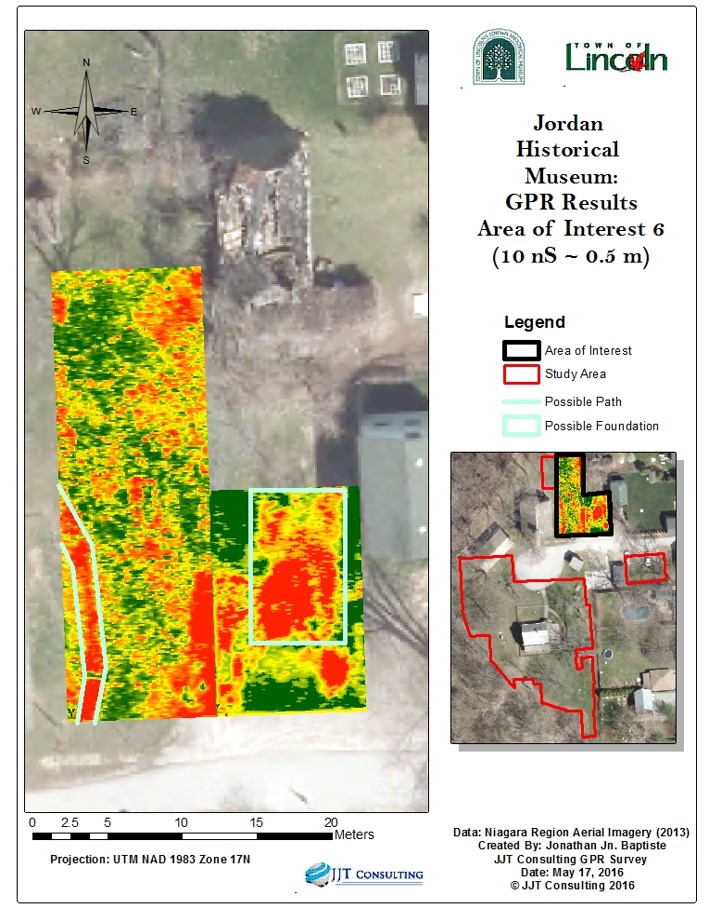 N
W
E
S
TOWN OF
Lincoln
Jordan
Historical
Museum:
GPR Results
Area of Interest 6
(10 nS ~ 0.5 m)
Legend
Area of Interest
Study Area
Possible Path
Possible Foundation
0 2.5 5 10 15 20
Meters
Projection: UTM NAD 1983 Zone 17N
JJT CONSULTING
Data: Niagara Region Aerial Imagery (2013)
Created By: Jonathan Jn. Baptiste
JJT Consulting GPR Survey
Date: May 17, 2016
© JJT Consulting 2016